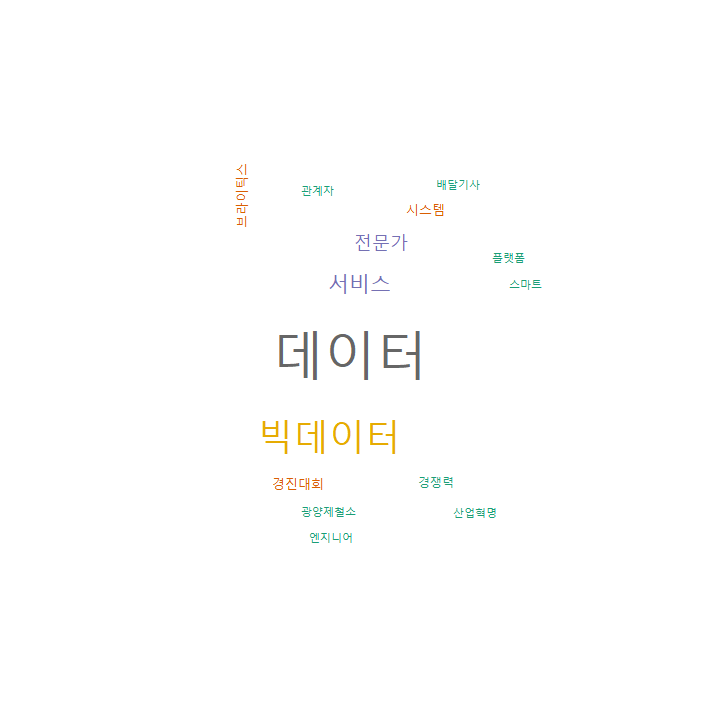 브라이틱스
관계자
배달기사
시스템
전문가
플랫폼
서비스
스마트
데이터
빅데이터
경진대회
경쟁력
광양제철소
산업혁명
엔지니어